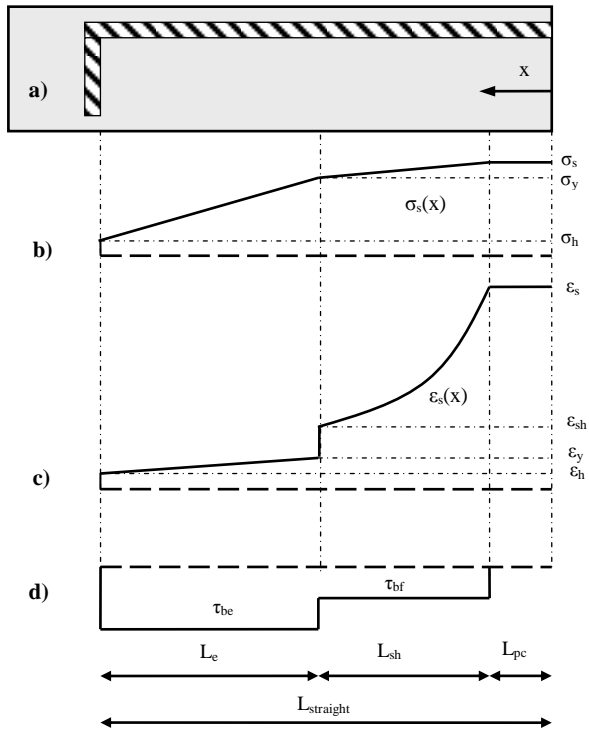 x
a)
σs
σy
σs(x)
σh
b)
εs
εs(x)
εsh
εy
εh
c)
d)
τbe
τbf
Le
Lsh
Lpc
Lstraight